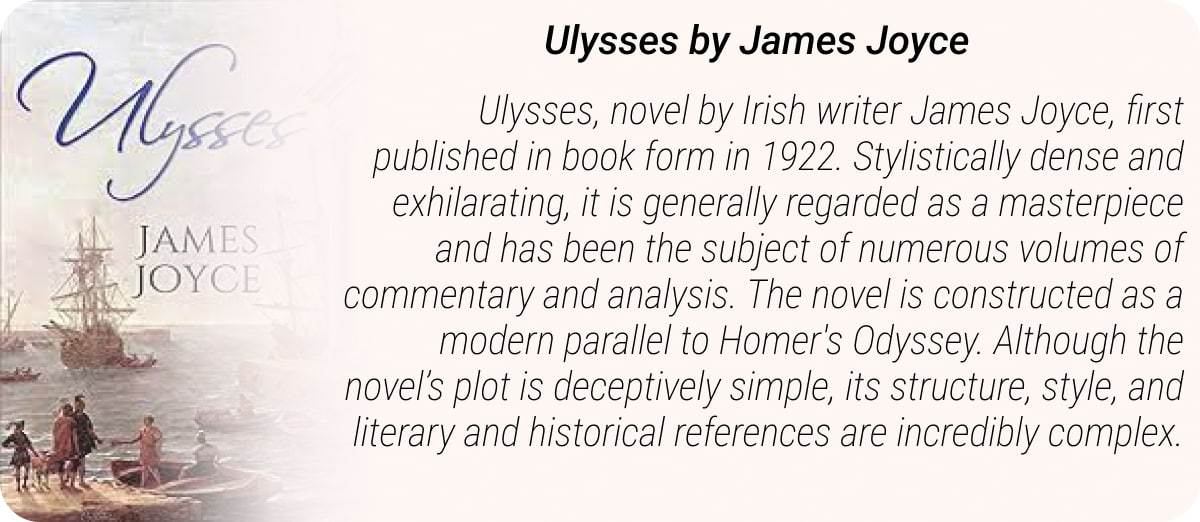 Ulysses
JAMES
JOYCE
Ulysses by James Joyce
Ulysses, novel by Irish writer James Joyce, first
published in book form in 1922. Stylistically dense and
exhilarating, it is generally regarded as a masterpiece
and has been the subject of numerous volumes of
commentary and analysis. The novel is constructed as a
modern parallel to Homer's Odyssey. Although the
novel’s plot is deceptively simple, its structure, style, and
literary and historical references are incredibly complex.